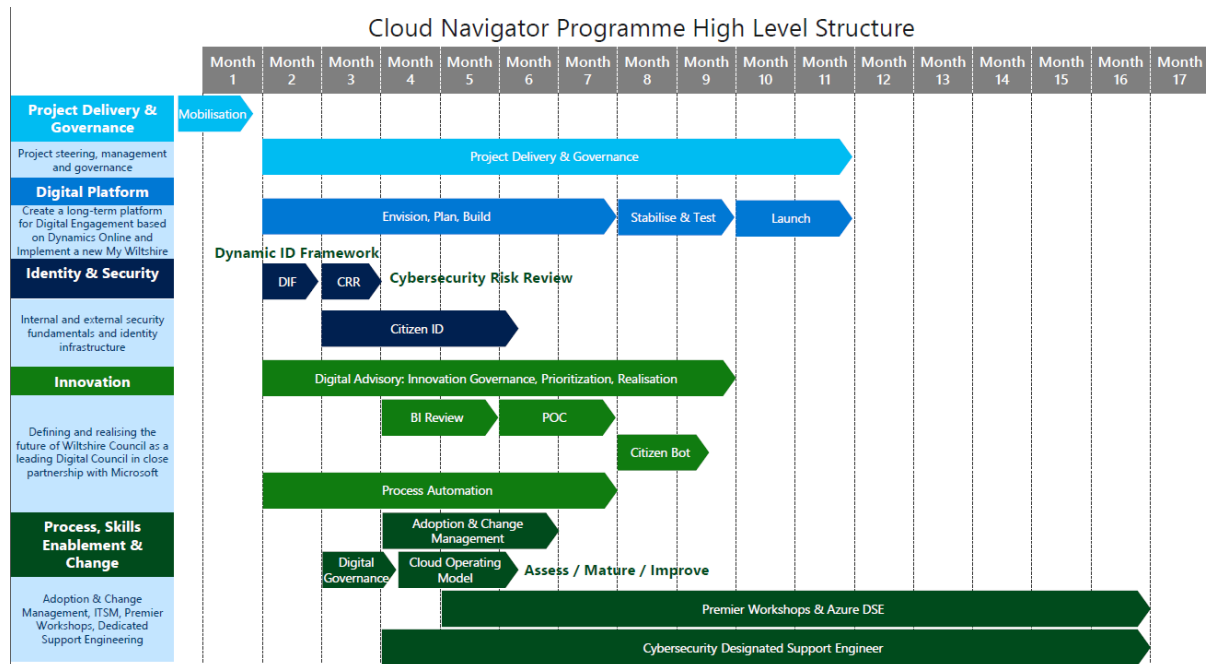 Cloud Navigator Programme High Level Structure
Month 1
Month 2
Month 3
Month 4
Month 5
Month 6
Month 7
Month 8
Month 9
Month 10
Month 11
Month 12
Month 13
Month 14
Month 15
Month 16
Month 17
Project Delivery &
Governance
Mobilisation
Project steering, management
and governance
Project Delivery & Governance
Digital Platform
Create a long-term platform
for Digital Engagement based
on Dynamics Online and
Implement a new My Wiltshire
Envision, Plan, Build
Stabilise & Test
Launch
Dynamic ID Framework
Identity & Security
DIF
CRR
Cybersecurity Risk Review
Internal and external security
fundamentals and identity
infrastructure
Citizen ID
Innovation
Digital Advisory: Innovation Governance, Prioritization, Realisation
Defining and realising the
future of Wiltshire Council as a
leading Digital Council in close
partnership with Microsoft
BI Review
POC
Citizen Bot
Process Automation
Process, Skills
Enablement &
Change
Adoption & Change
Management
Digital
Governance
Cloud Operating
Model
Assess / Mature / Improve
Adoption & Change
Management, ITSM, Premier
Workshops, Dedicated
Support Engineering
Premier Workshops & Azure DSE
Cybersecurity Designated Support Engineer